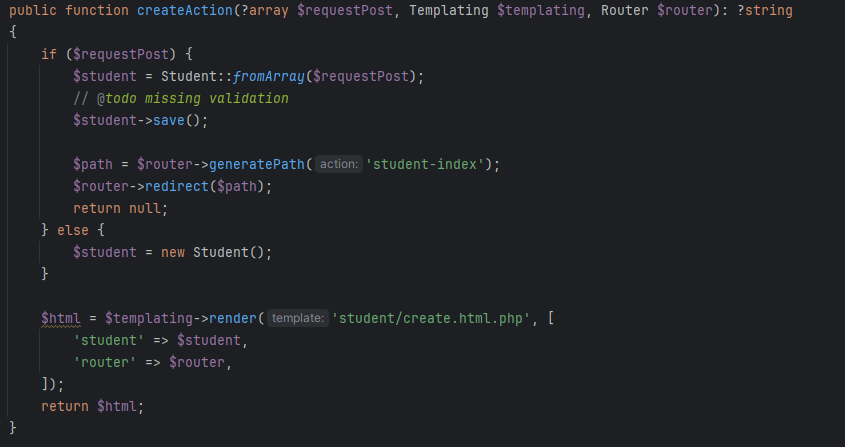 public function createAction(?array $requestPost, Templating $templating, Router $router): ?string
{
    if ($requestPost) {
        $student = Student::fromArray($requestPost);
        // @todo missing validation
        $student->save();

        $path = $router->generatePath( action: 'student-index');
        $router->redirect($path);
        return null;
    } else {
        $student = new Student();
    }

    $html = $templating->render( template: 'student/create.html.php', [
        'student' => $student,
        'router' => $router,
    ]);
    return $html;
}